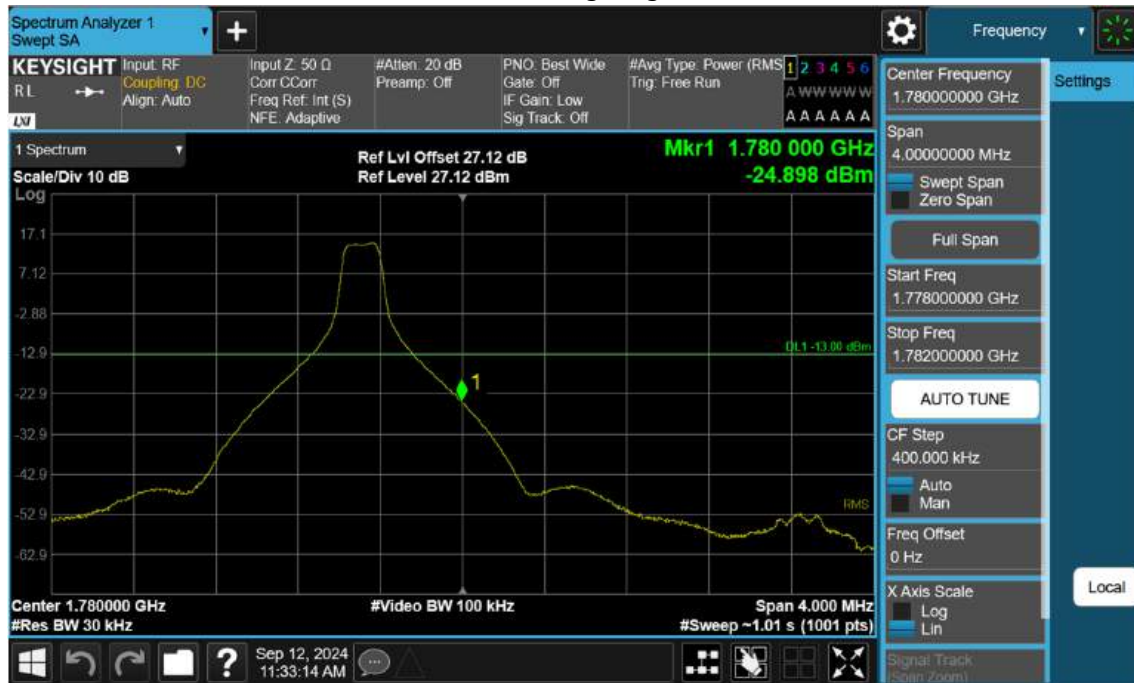 Spectrum Analyzer 1
Swept SA
Frequency
KEYSIGHT
RL
LXI
Input: RF
Coupling: DC
Align: Auto
Input Z: 50 Ω
Corr CCorr
Freq Ref: Int (S)
NFE: Adaptive
#Atten: 20 dB
Preamp: Off
PNO: Best Wide
Gate: Off
IF Gain: Low
Sig Track: Off
#Avg Type: Power (RMS
Trig: Free Run
1 2 3 4 5 6
A W W W W W
A A A A A A
1 Spectrum
Scale/Div 10 dB
Log
Ref Lvl Offset 27.12 dB
Ref Level 27.12 dBm
Mkr1 1.780 000 GHz
-24.898 dBm
17.1
7.12
-2.88
-12.9
-22.9
-32.9
-42.9
-52.9
-62.9
DL1 -13.00 dBm
1
RMS
Center 1.780000 GHz
#Res BW 30 kHz
#Video BW 100 kHz
Span 4.000 MHz
#Sweep ~1.01 s (1001 pts)
Center Frequency
1.780000000 GHz
Span
4.00000000 MHz
Swept Span
Zero Span
Full Span
Start Freq
1.778000000 GHz
Stop Freq
1.782000000 GHz
AUTO TUNE
CF Step
400.000 kHz
Auto
Man
Freq Offset
0 Hz
X Axis Scale
Log
Lin
Signal Track
(Span Zoom)
Settings
Local
?
Sep 12, 2024
11:33:14 AM